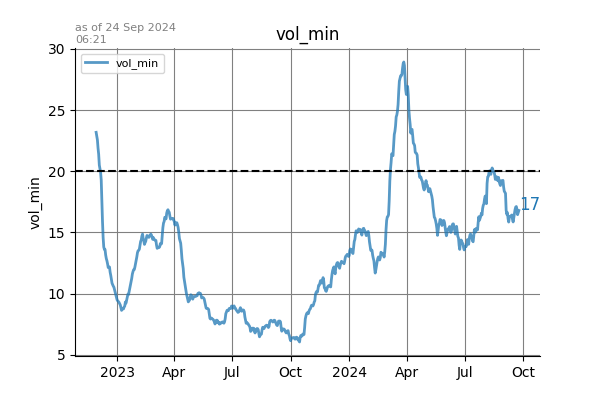 as of 24 Sep 2024
06:21
vol_min
vol_min
30
25
20
15
10
5
vol_min
17
2023
Apr
Jul
Oct
2024
Apr
Jul
Oct